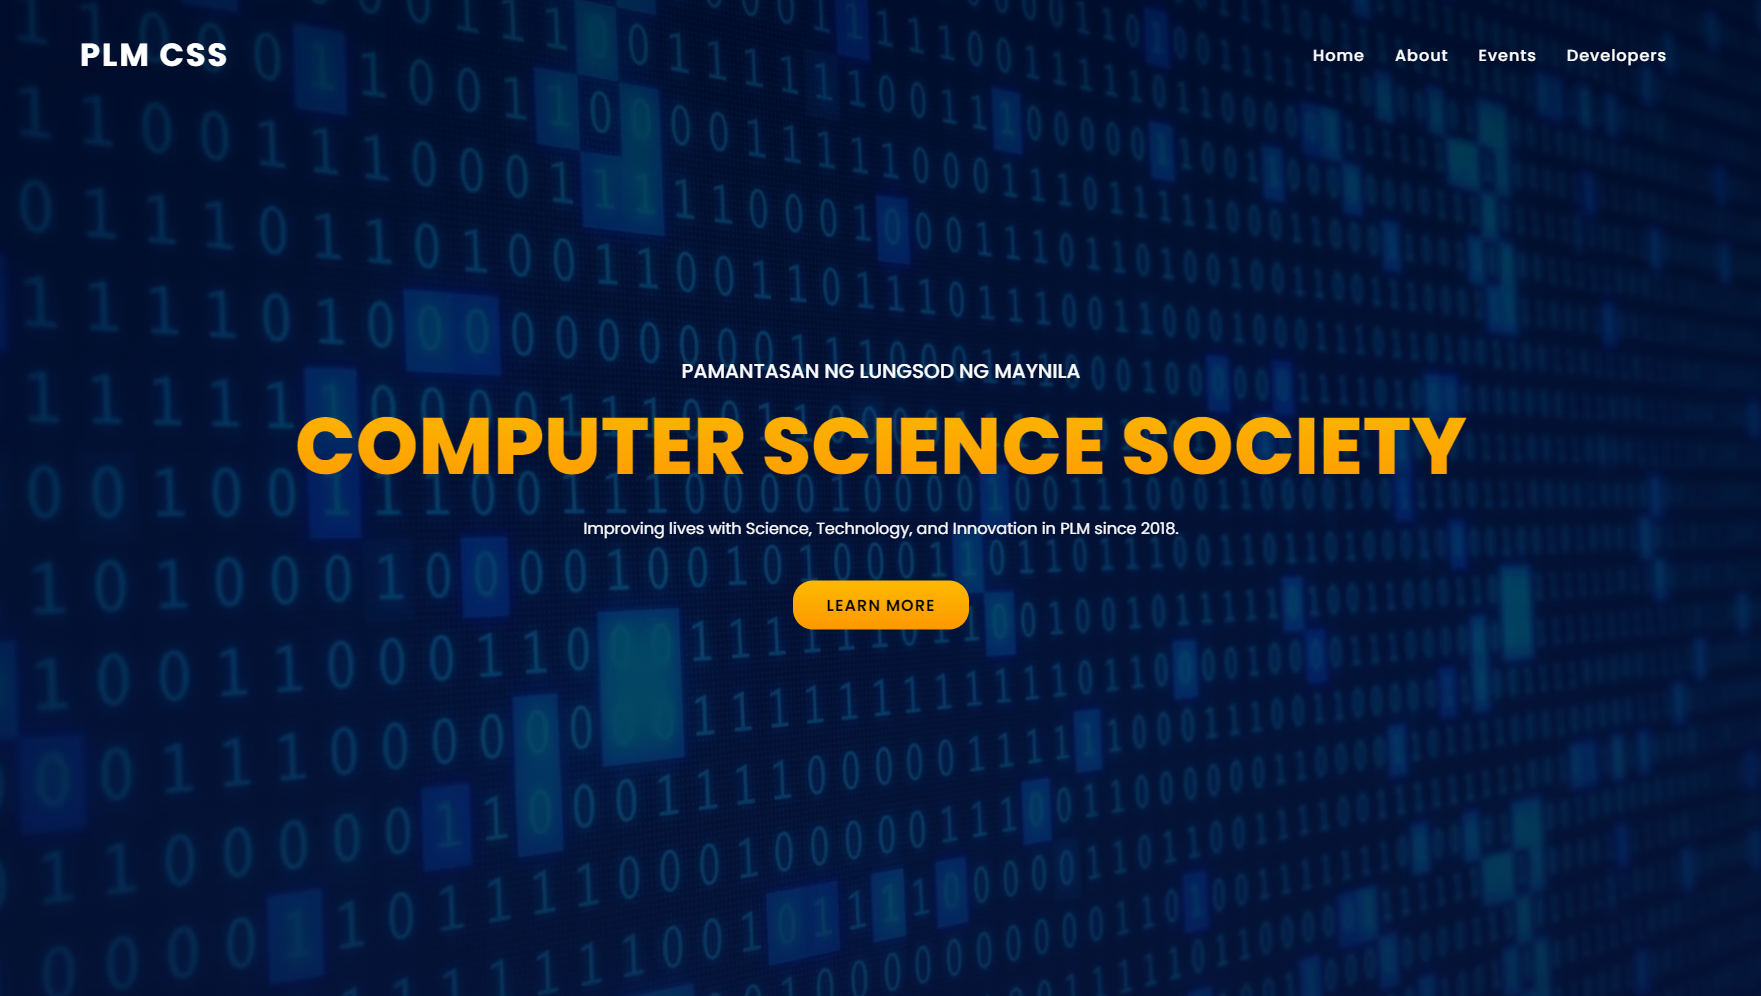 PLM CSS
Home About Events Developers
PAMANTASAN NG LUNGSOD NG MAYNILA
COMPUTER SCIENCE SOCIETY
Improving lives with Science, Technology, and Innovation in PLM since 2018.
LEARN MORE